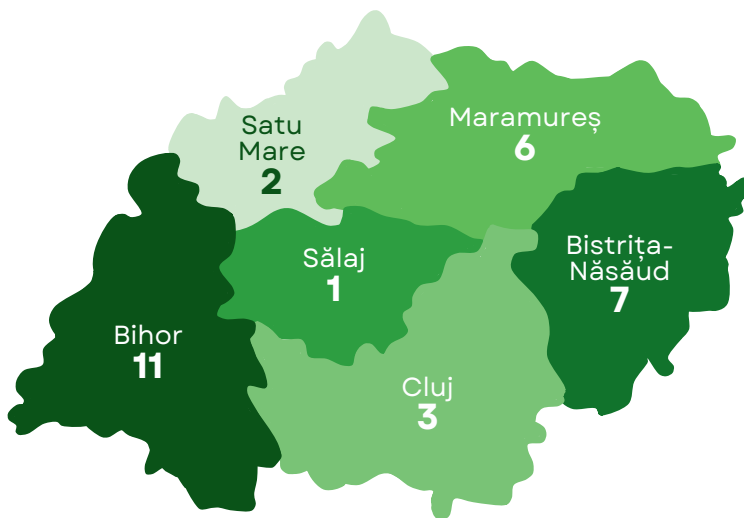 Satu
Mare
2
Maramureș
6
Bistrița-
Năsăud
7
Sălaj
1
Bihor
11
Cluj
3